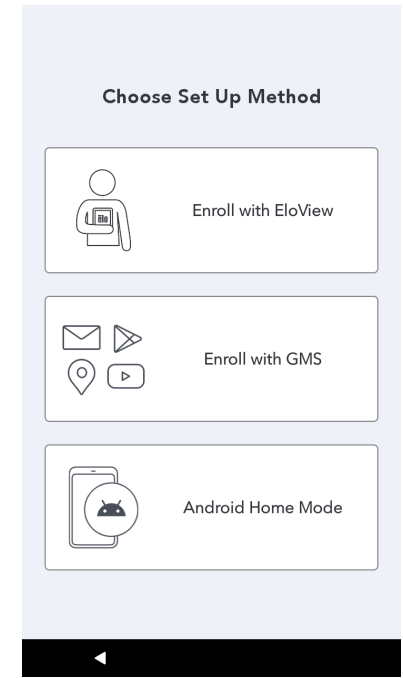 Choose Set Up Method
elo
Enroll with EloView
Enroll with GMS
Android Home Mode